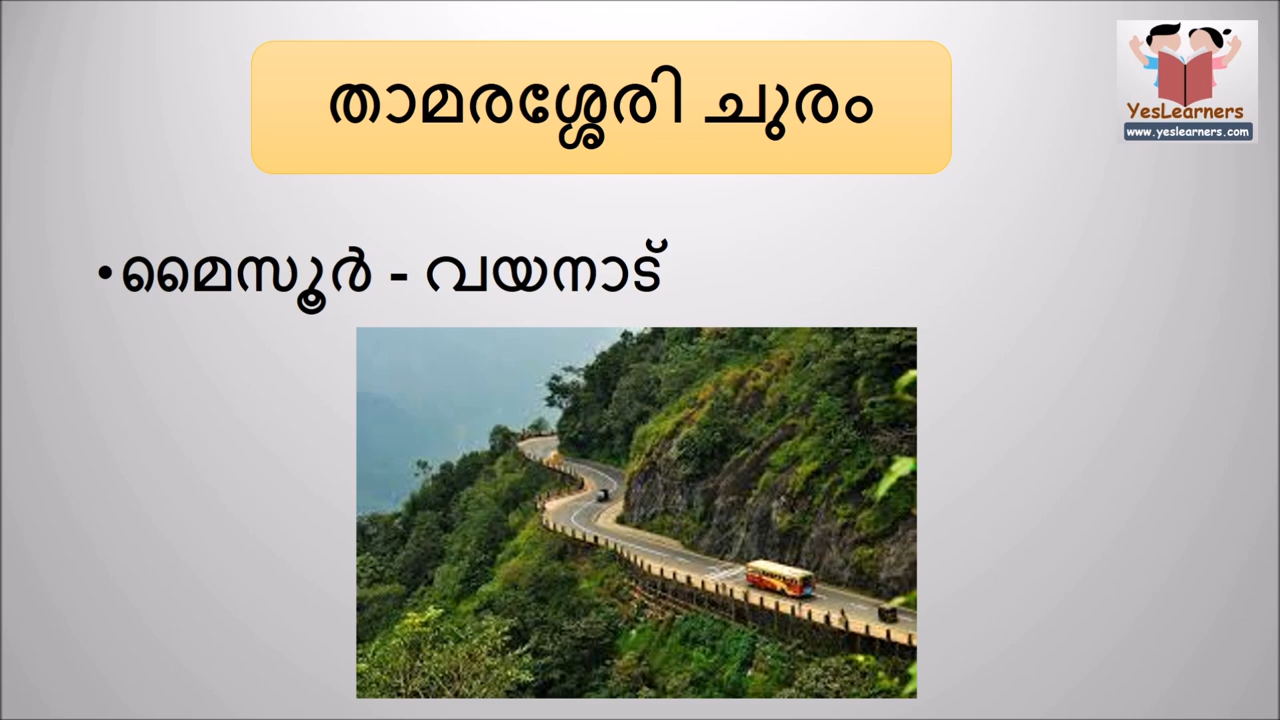 താമരശ്ശേരി ചുരം
YesLearners
www.yeslearners.com
•മൈസൂർ - വയനാട്